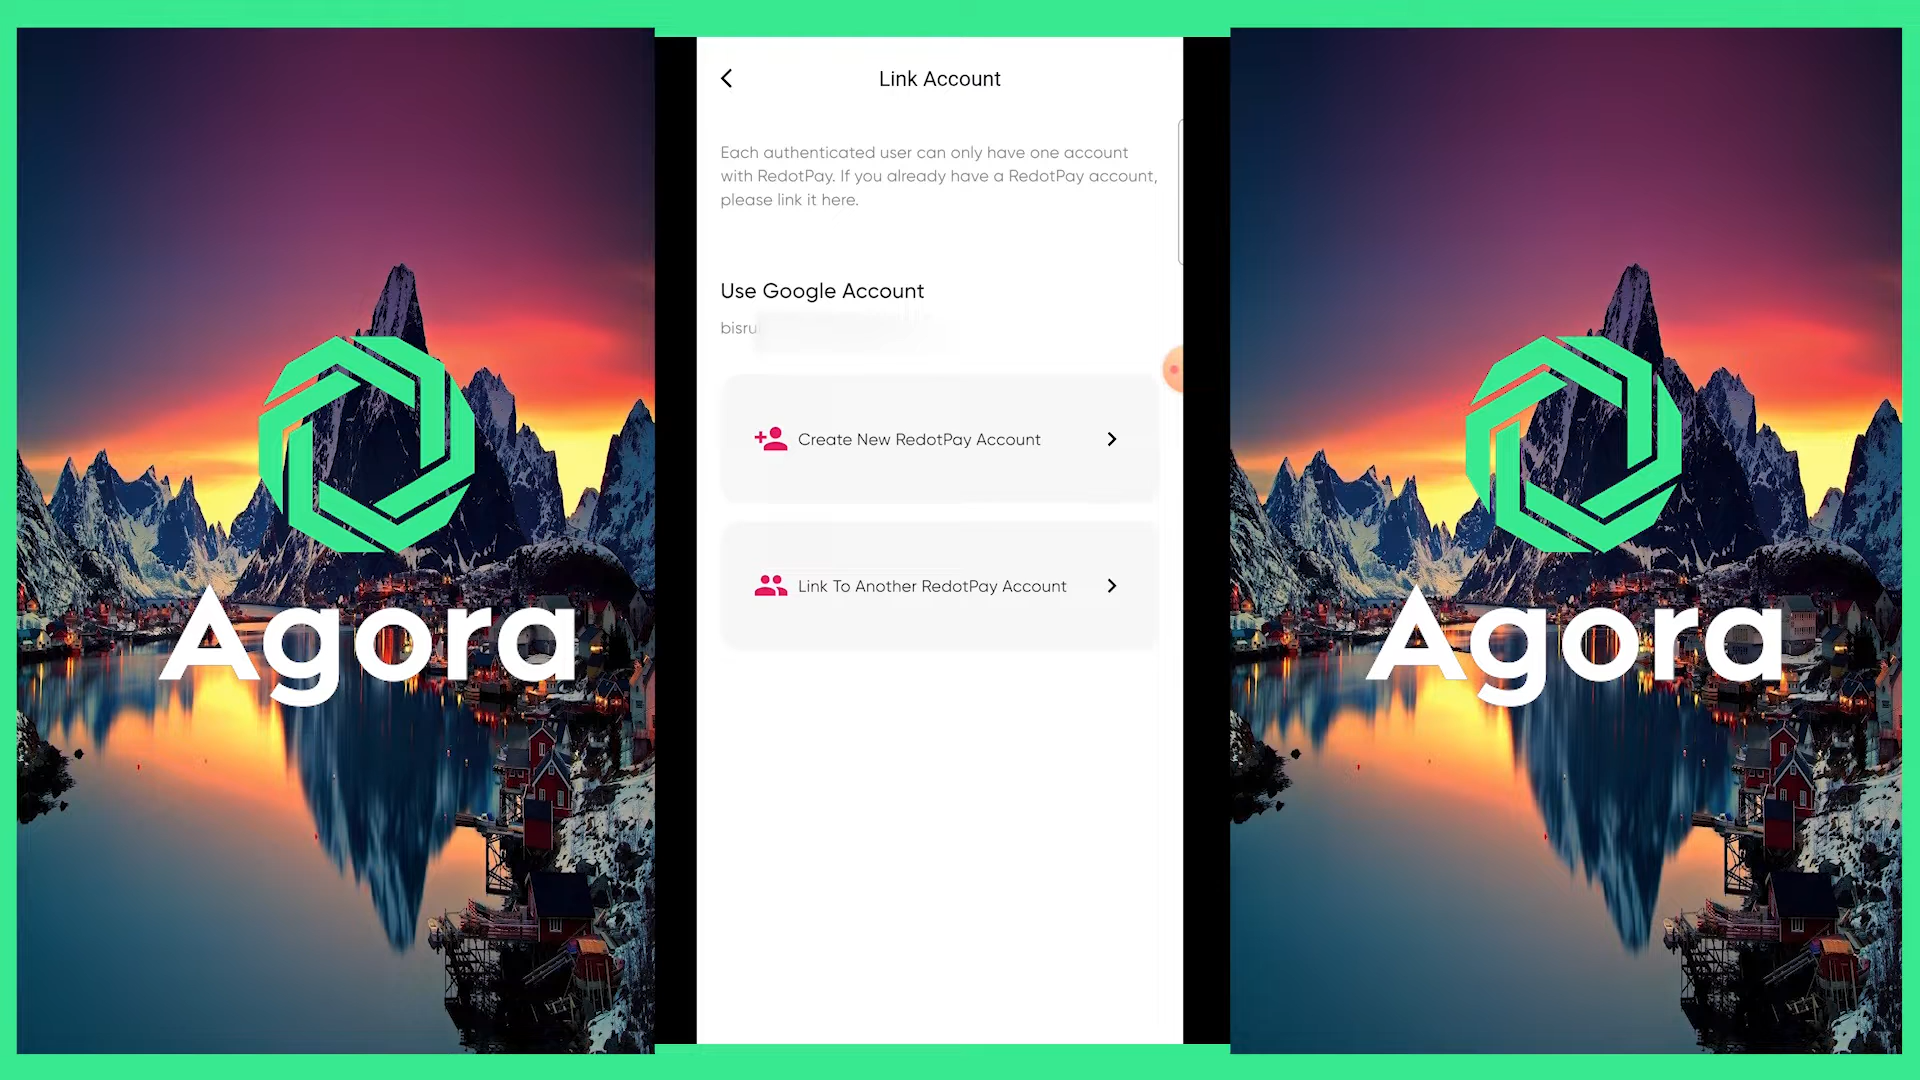 Agora
Link Account
Each authenticated user can only have one account
with RedotPay. If you already have a RedotPay account,
please link it here.
Use Google Account
bisru
Create New RedotPay Account
Link To Another RedotPay Account
Agora